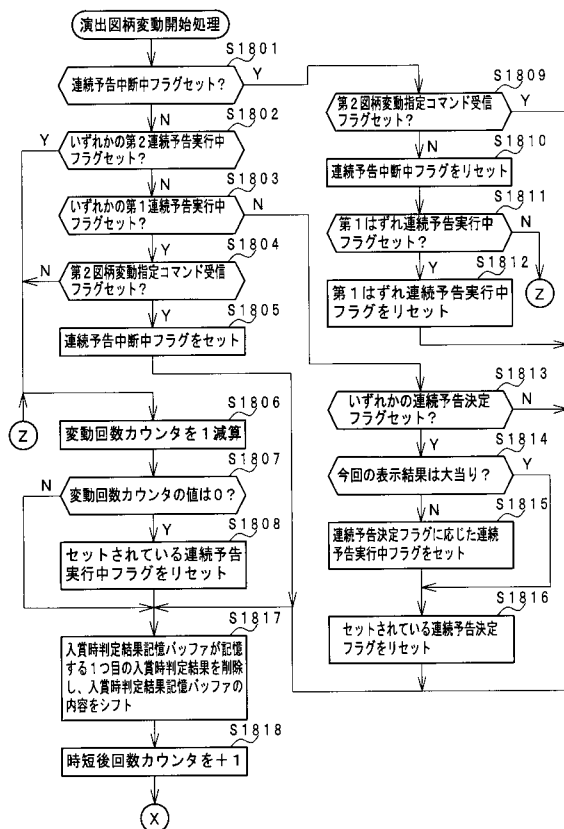 演出図柄変動開始処理
S1801
連続予告中断中フラグセット?
Y
N
S1802
いずれかの第2連続予告実行中
フラグセット?
Y
N
S1803
いずれかの第1連続予告実行中
フラグセット?
N
Y
S1804
第2図柄変動指定コマンド受信
フラグセット?
N
Y
S1805
連続予告中断中フラグをセット
Z
S1806
変動回数カウンタを1減算
S1807
変動回数カウンタの値は0?
N
Y
S1808
セットされている連続予告
実行中フラグをリセット
S1809
第2図柄変動指定コマンド受信
フラグセット?
Y
N
S1810
連続予告中断中フラグをリセット
S1811
第1はずれ連続予告実行中
フラグセット?
N
Y
Z
S1812
第1はずれ連続予告実行中
フラグをリセット
S1813
いずれかの連続予告決定
フラグセット?
N
Y
S1814
今回の表示結果は大当り?
Y
N
S1815
連続予告決定フラグに応じた連続
予告実行中フラグをセット
S1816
セットされている連続予告決定
フラグをリセット
S1817
入賞時判定結果記憶バッファが記憶
する1つ目の入賞時判定結果を削除
し、入賞時判定結果記憶バッファの
内容をシフト
S1818
時短後回数カウンタを+1
X